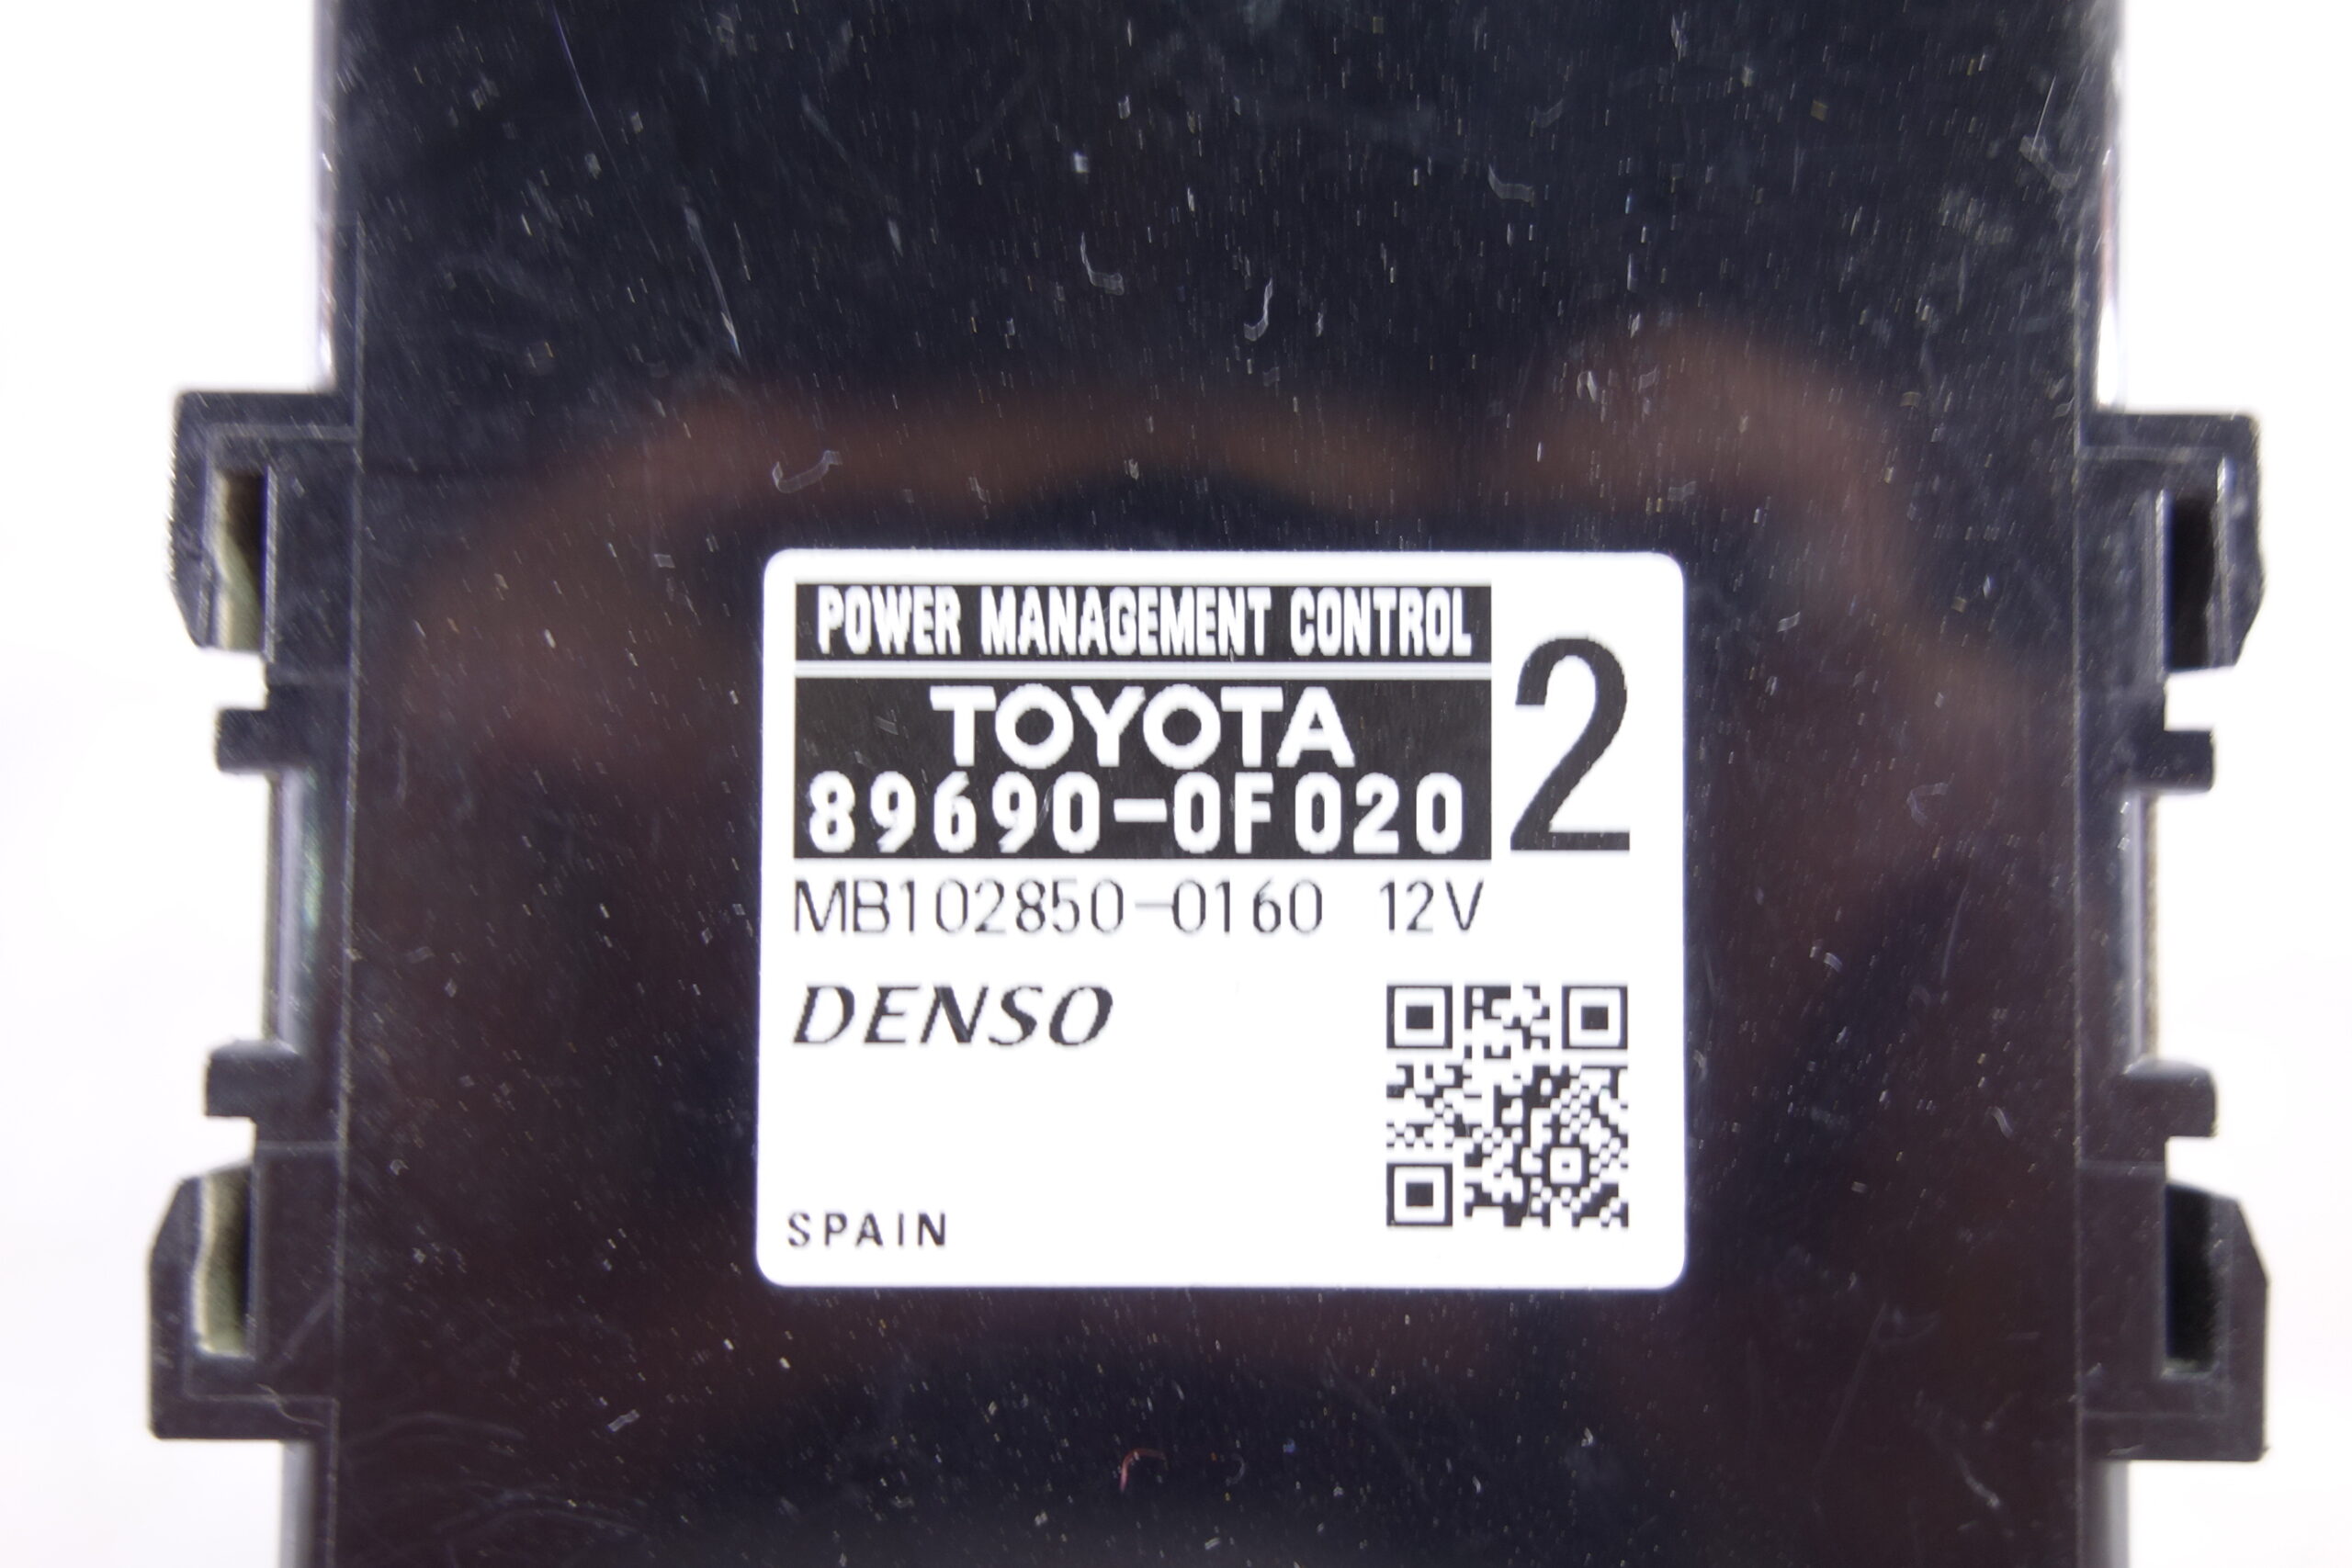 POWER MANAGEMENT CONTROL
TOYOTA
2
89690-0F020
MB102850-0160 12V
DENSO
SPAIN